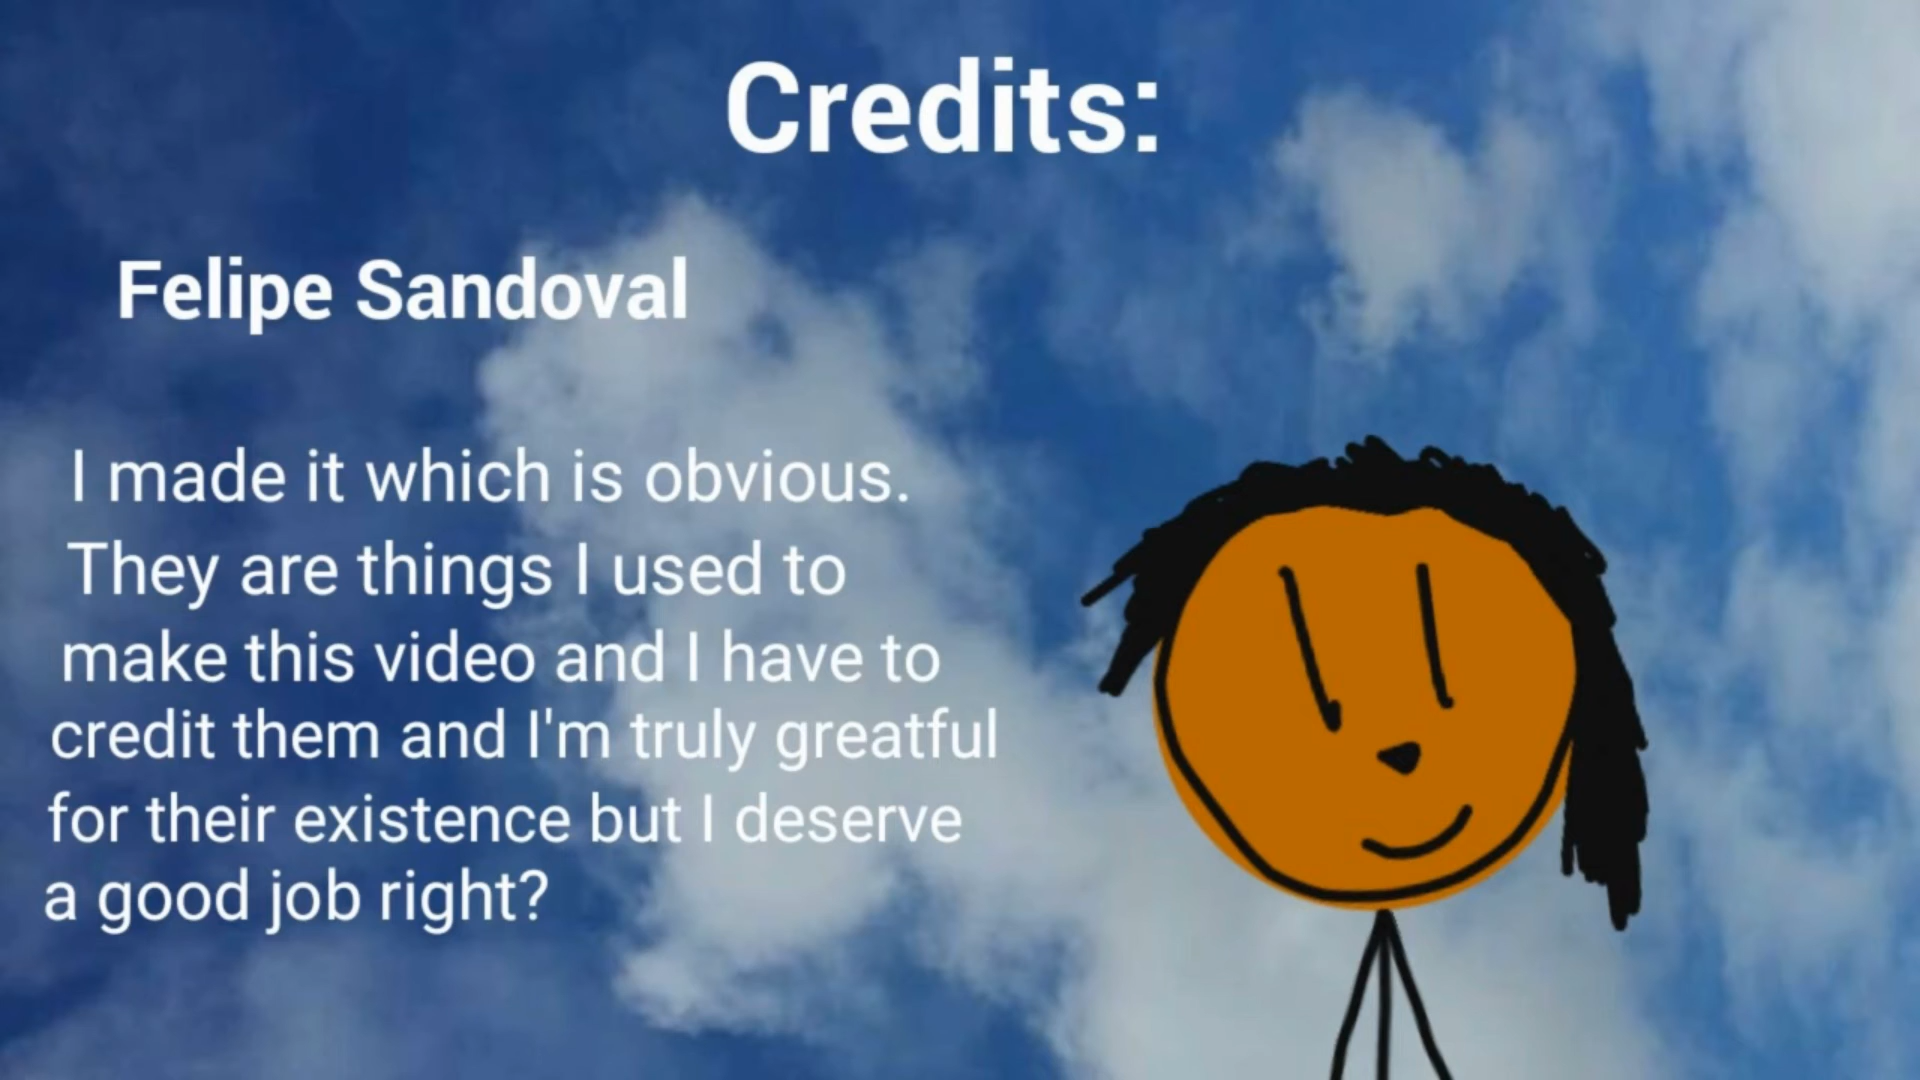 Credits:
Felipe Sandoval
I made it which is obvious.
They are things I used to
make this video and I have to
credit them and I'm truly greatful
for their existence but I deserve
a good job right?